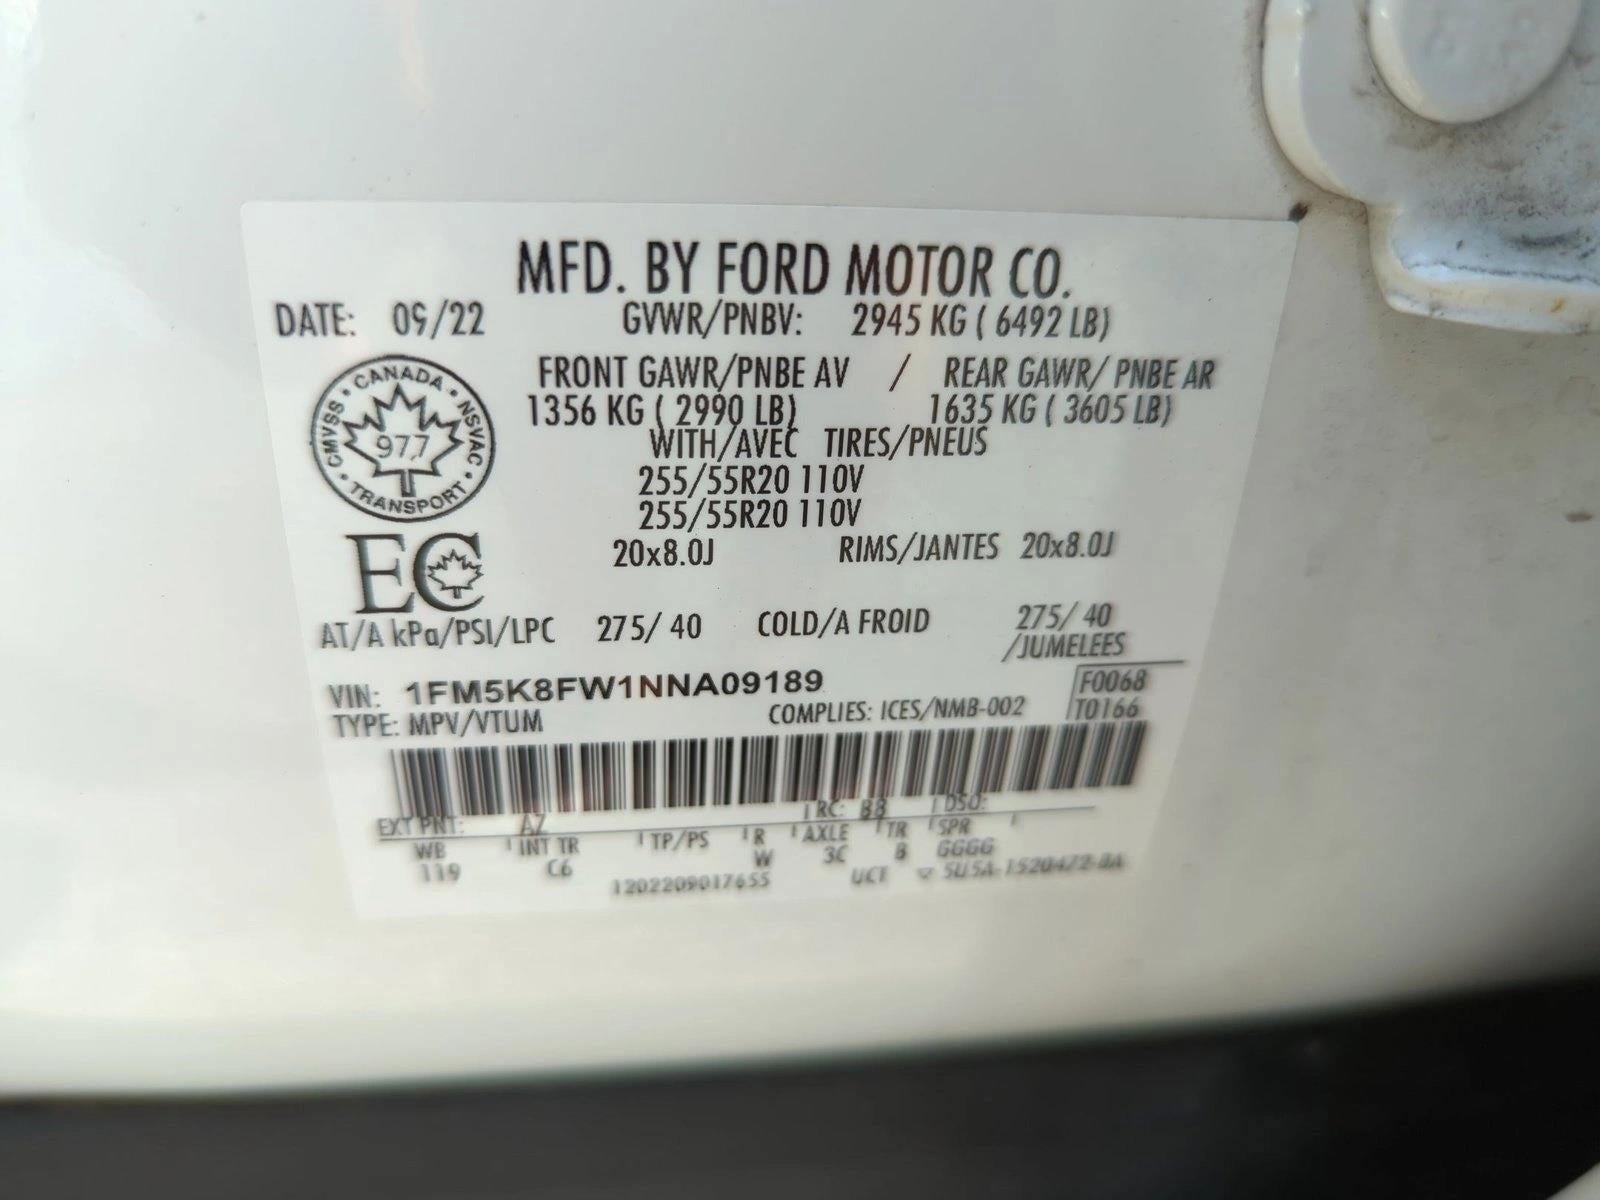 MFD. BY FORD MOTOR CO.
DATE: 09/22 GVWR/PNBV: 2945 KG ( 6492 LB)
FRONT GAWR/PNBE AV / REAR GAWR/ PNBE AR
1356 KG ( 2990 LB) 1635 KG ( 3605 LB)
WITH/AVEC TIRES/PNEUS
255/55R20 110V
255/55R20 110V
20x8.0J RIMS/JANTES 20x8.0J
CANADA
CMVSS
NSVAC
977
TRANSPORT
EC
AT/A kPa/PSI/LPC 275/ 40 COLD/A FROID 275/ 40
/JUMELEES
VIN: 1FM5K8FW1NNA09189 F0068
TYPE: MPV/VTUM COMPLIES: ICES/NMB-002 T0166
EXT PNT: AZ RC: BB DSO:
WB INT TR TP/PS R AXLE TR SPR
119 C6 W 3C B GGGG
1202209017655 UCT